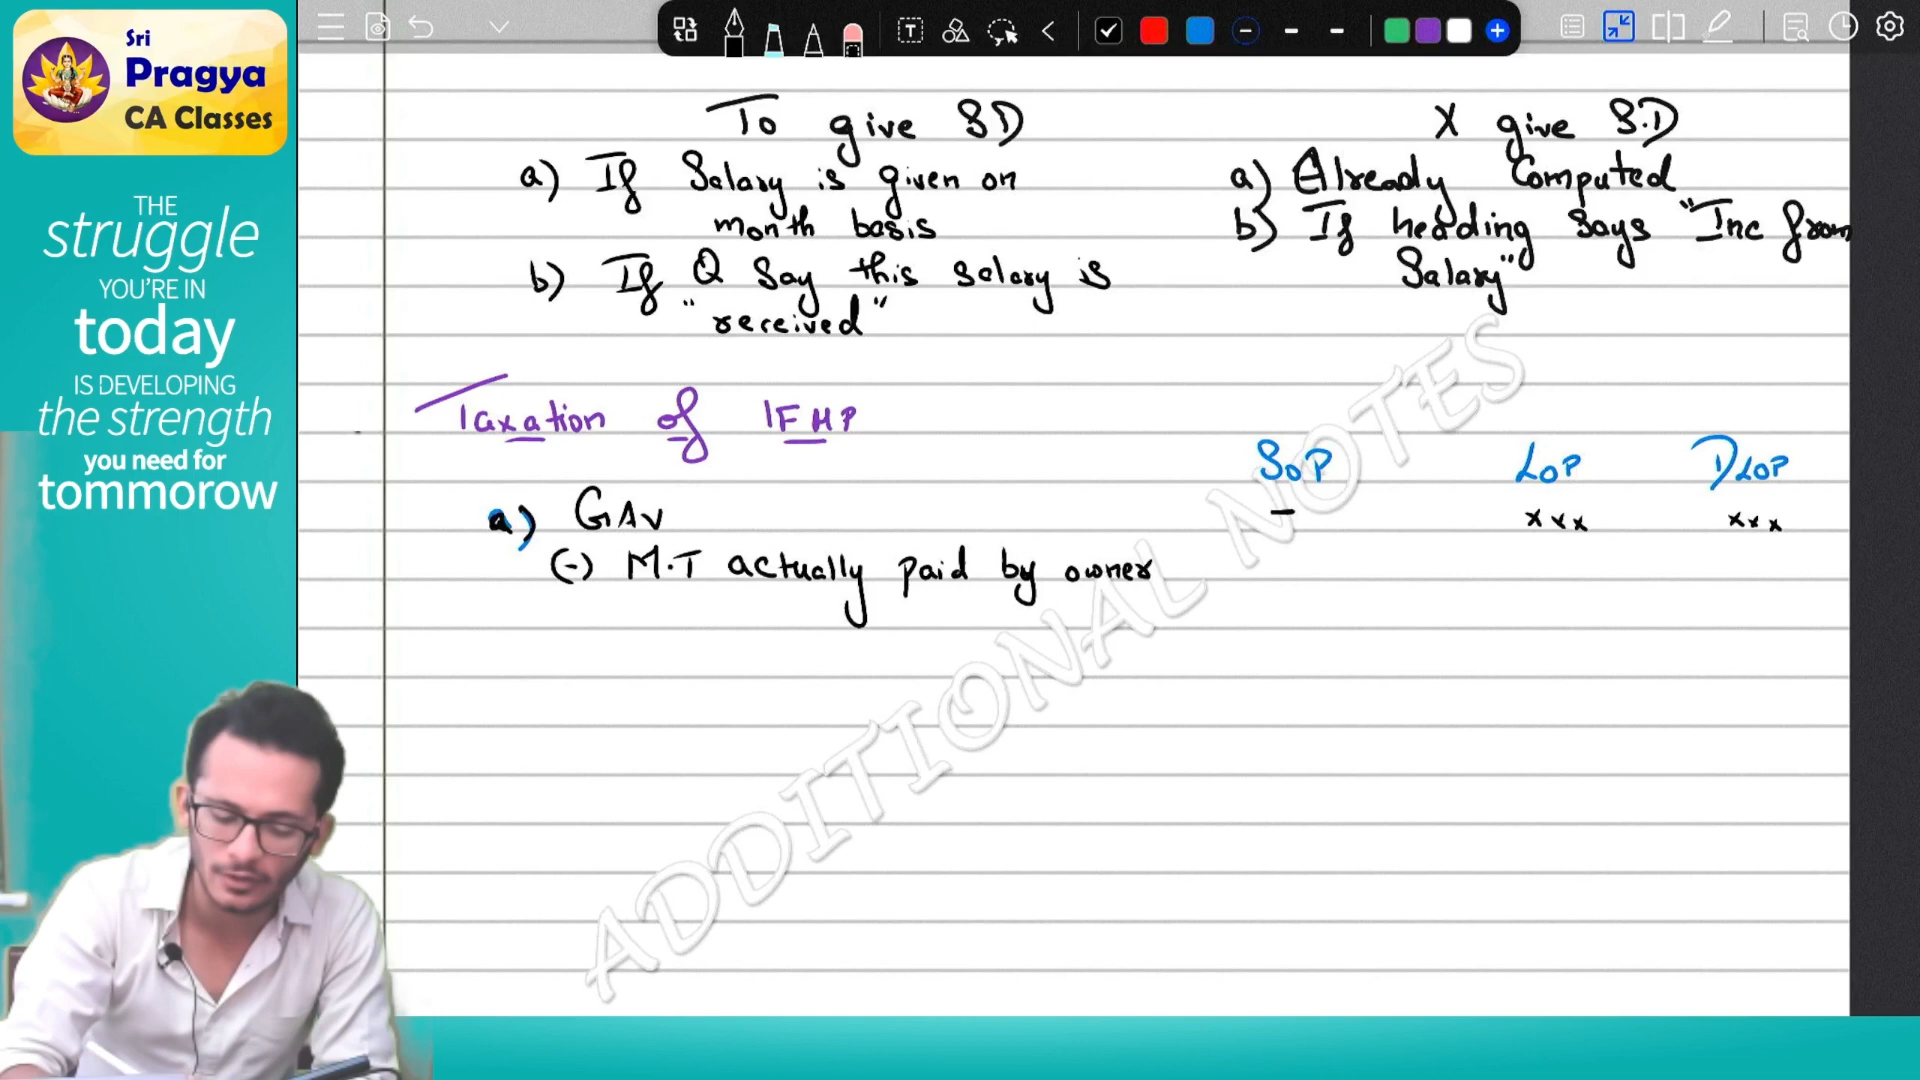 Sri
Pragya
CA Classes
THE
struggle
YOU'RE IN
today
IS DEVELOPING
the strength
you need for
tommorow
To give SD
a) If Salary is given on
month basis
b) If Q Say this salary is
"received"
X give S.D
a) Already Computed
b) If heading says "Inc from
Salary"
Taxation of IFHP
SOP LOP DLOP
a) GAV - xxx xxx
(-) M.T actually paid by owner
ADDITIONAL NOTES